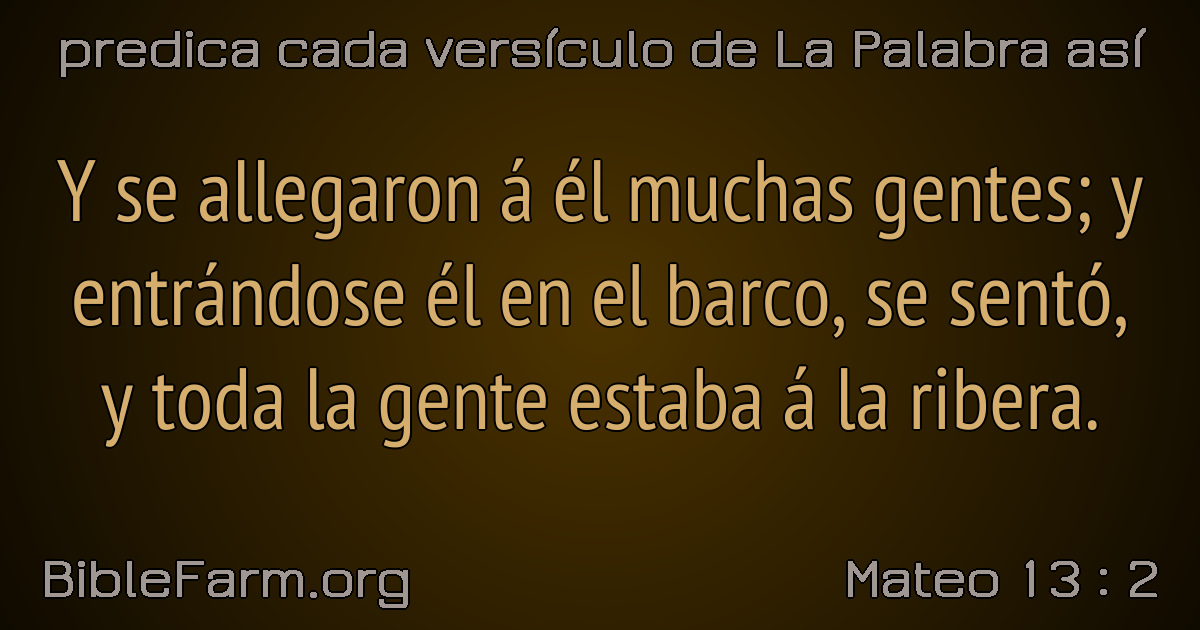 predica cada versículo de La Palabra así
Y se allegaron á él muchas gentes; y
entrándose él en el barco, se sentó,
y toda la gente estaba á la ribera.
BibleFarm.org
Mateo 13 : 2